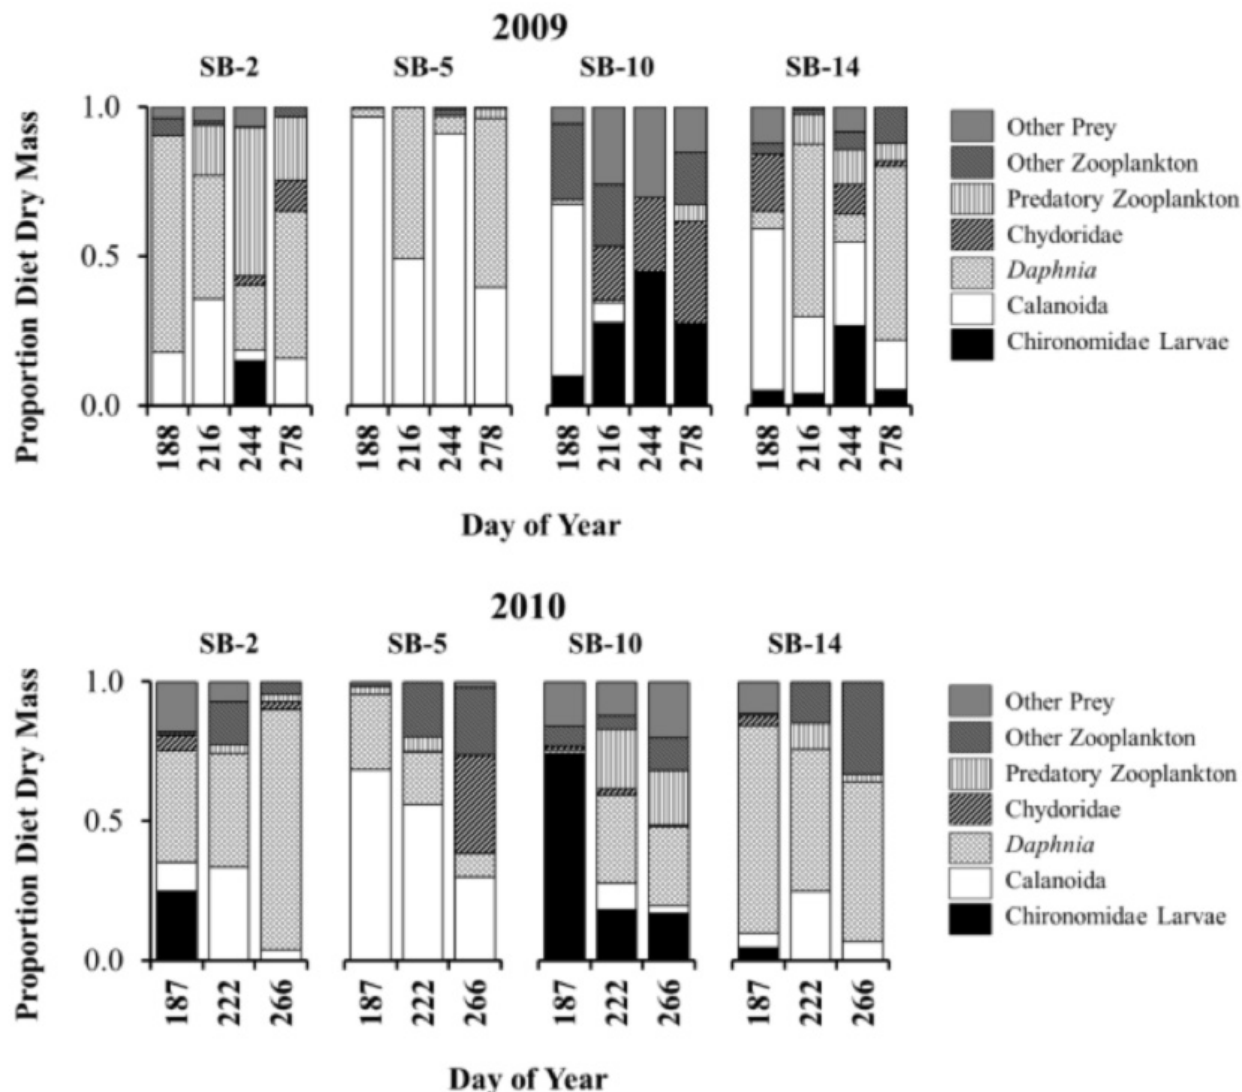 2009
SB-2 SB-5 SB-10 SB-14
Proportion Diet Dry Mass
1.0
0.5
0.0
188 216 244 278 188 216 244 278 188 216 244 278 188 216 244 278
Day of Year
Other Prey
Other Zooplankton
Predatory Zooplankton
Chydoridae
Daphnia
Calanoida
Chironomidae Larvae
2010
SB-2 SB-5 SB-10 SB-14
Proportion Diet Dry Mass
1.0
0.5
0.0
187 222 266 187 222 266 187 222 266 187 222 266
Day of Year
Other Prey
Other Zooplankton
Predatory Zooplankton
Chydoridae
Daphnia
Calanoida
Chironomidae Larvae